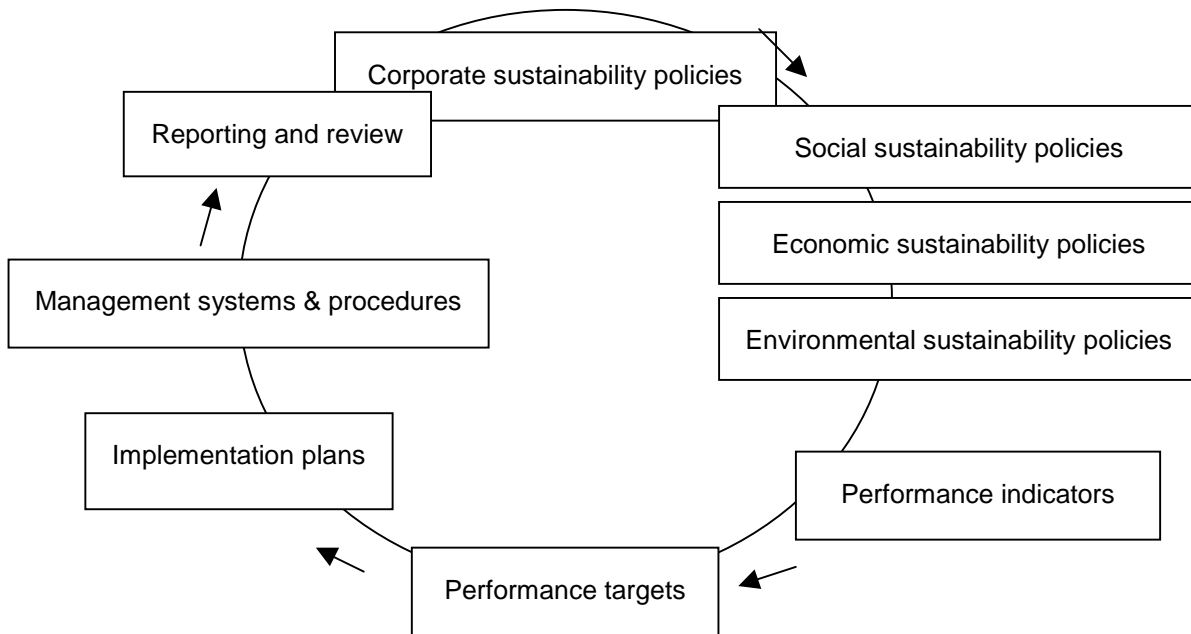 Corporate sustainability policies
Reporting and review
Social sustainability policies
Economic sustainability policies
Management systems & procedures
Environmental sustainability policies
Implementation plans
Performance indicators
Performance targets